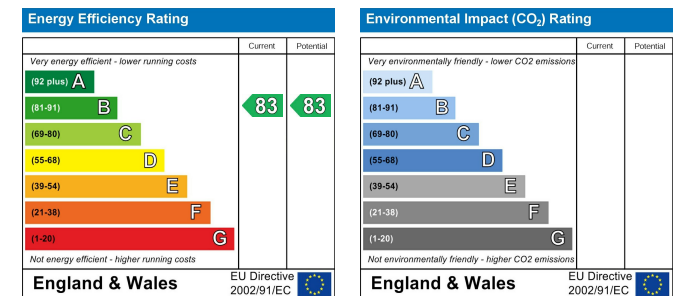 Energy Efficiency Rating
Current Potential
Very energy efficient - lower running costs
(92 plus) A
(81-91) B 83 83
(69-80) C
(55-68) D
(39-54) E
(21-38) F
(1-20) G
Not energy efficient - higher running costs
England & Wales
EU Directive
2002/91/EC
Environmental Impact (CO₂) Rating
Current Potential
Very environmentally friendly - lower CO2 emissions
(92 plus) A
(81-91) B
(69-80) C
(55-68) D
(39-54) E
(21-38) F
(1-20) G
Not environmentally friendly - higher CO2 emissions
England & Wales
EU Directive
2002/91/EC